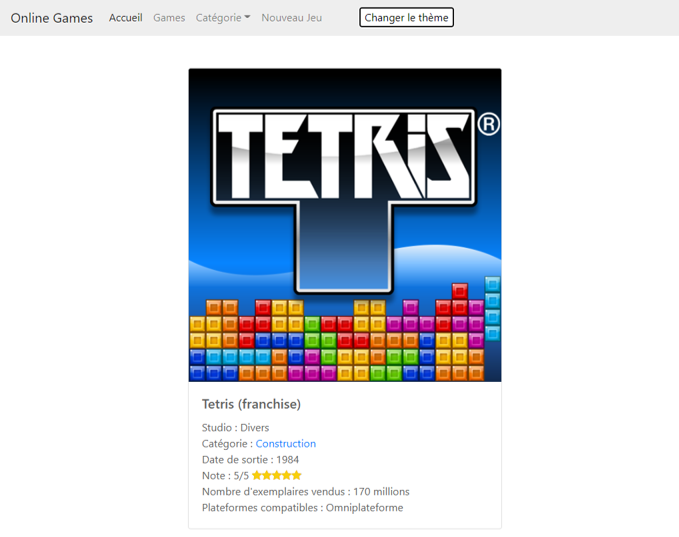 Online Games Accueil Games Catégorie Nouveau Jeu Changer le thème
TETRIS®
Tetris (franchise)
Studio : Divers
Catégorie : Construction
Date de sortie : 1984
Note : 5/5
Nombre d'exemplaires vendus : 170 millions
Plateformes compatibles : Omniplateforme